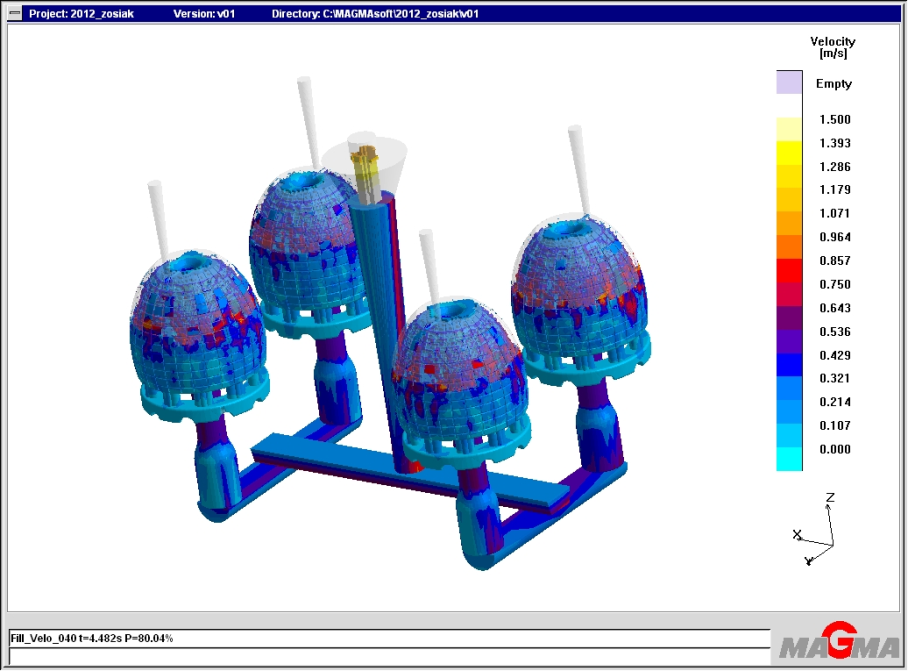 Project: 2012_zosiak Version: v01 Directory: C:\MAGMAsoft\2012_zosiak\v01
Velocity
[m/s]
Empty
1.500
1.393
1.286
1.179
1.071
0.964
0.857
0.750
0.643
0.536
0.429
0.321
0.214
0.107
0.000
Z
X
Y
Fill_Velo_040 t=4.482s P=80.04%
MAGMA